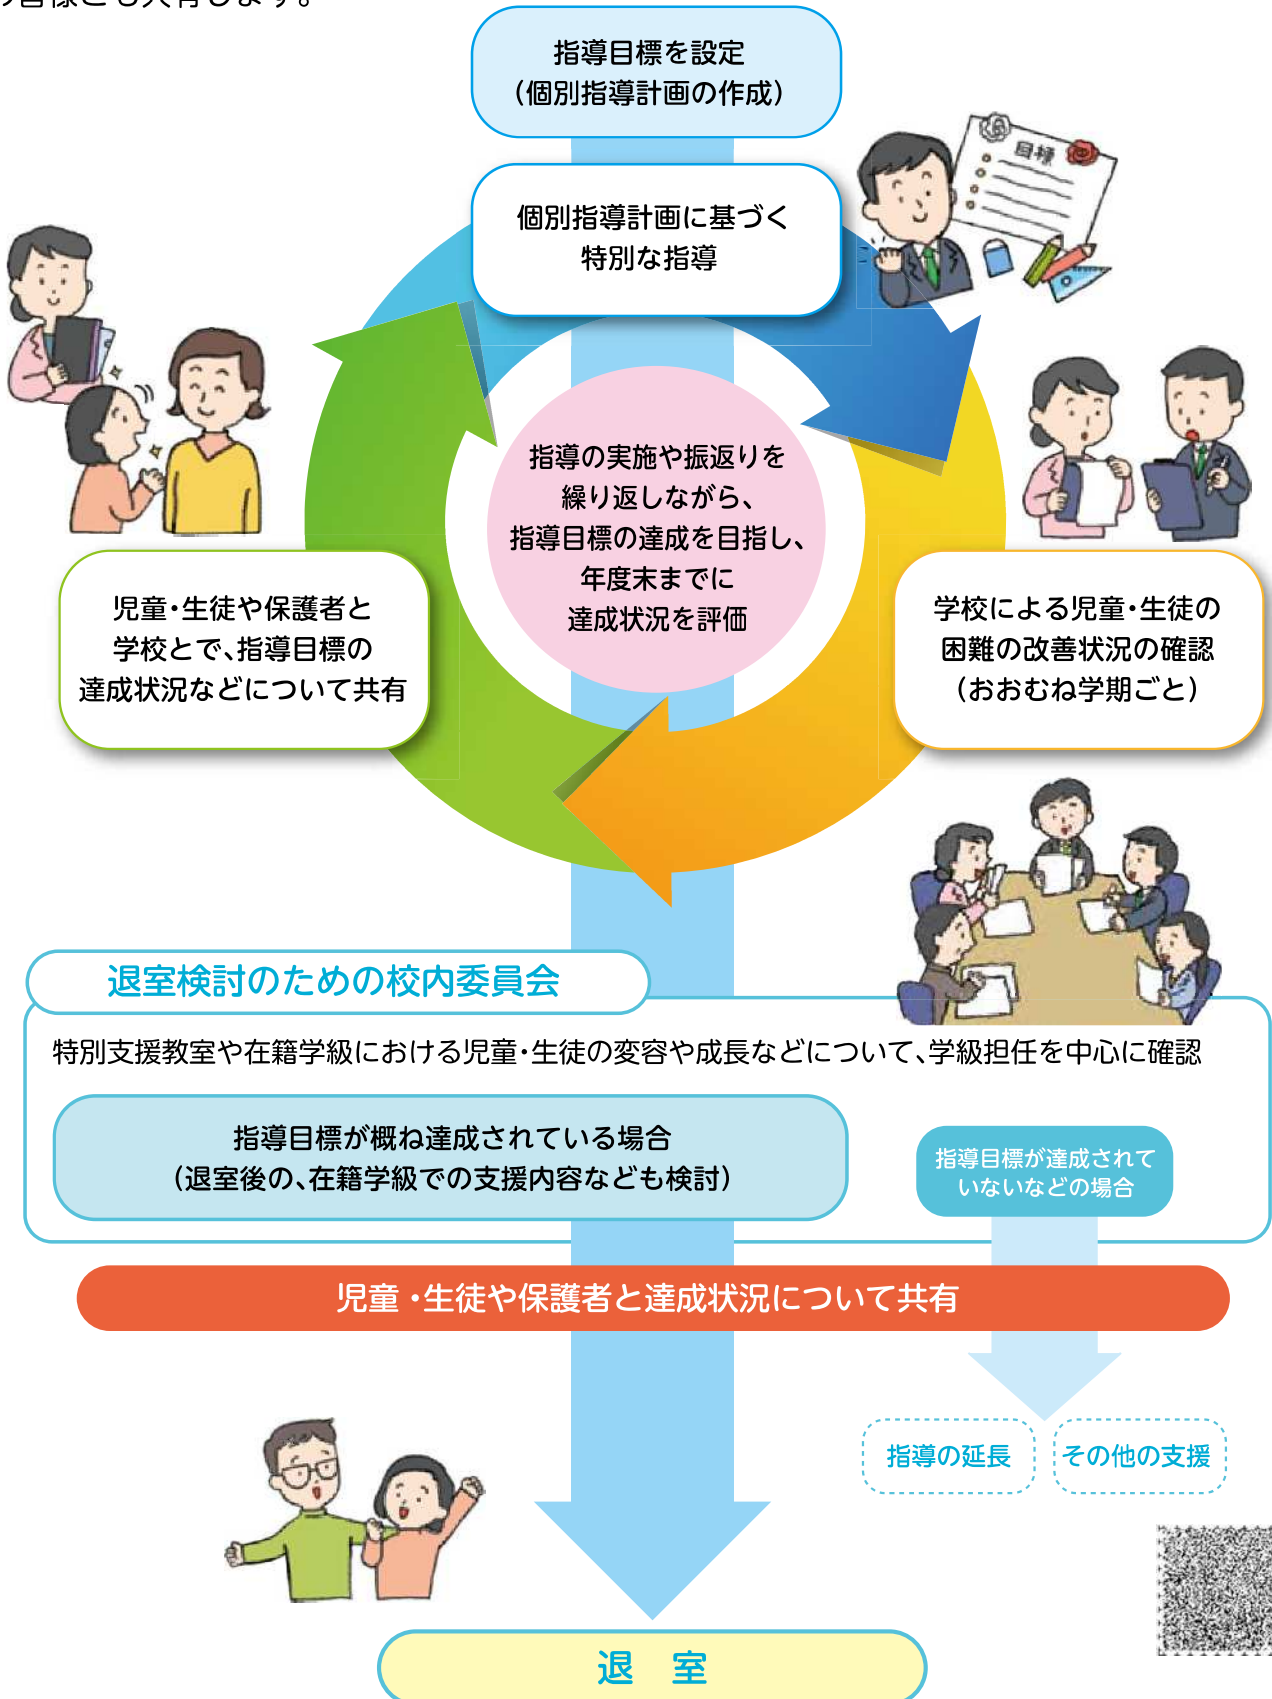 の皆様とも共有します。
指導目標を設定
(個別指導計画の作成)
個別指導計画に基づく
特別な指導
目標
指導の実施や振返りを
繰り返しながら、
指導目標の達成を目指し、
年度末までに
達成状況を評価
児童・生徒や保護者と
学校とで、指導目標の
達成状況などについて共有
学校による児童・生徒の
困難の改善状況の確認
(おおむね学期ごと)
退室検討のための校内委員会
特別支援教室や在籍学級における児童・生徒の変容や成長などについて、学級担任を中心に確認
指導目標が概ね達成されている場合
(退室後の、在籍学級での支援内容なども検討)
指導目標が達成されて
いないなどの場合
児童・生徒や保護者と達成状況について共有
指導の延長
その他の支援
退 室